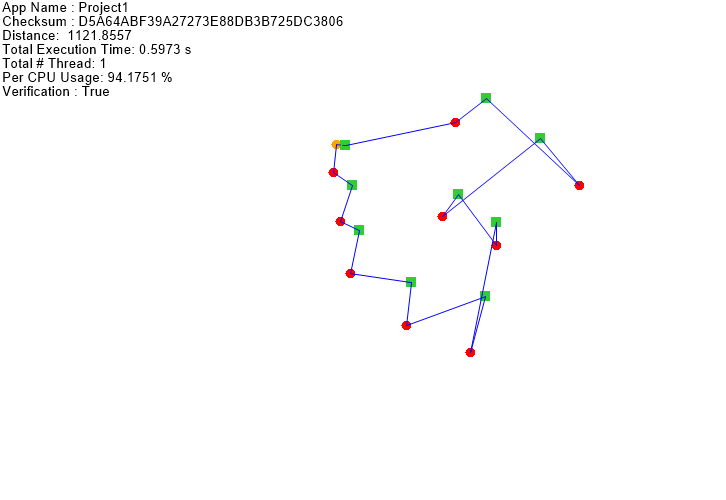 App Name : Project1
Checksum : D5A64ABF39A27273E88DB3B725DC3806
Distance:  1121.8557
Total Execution Time: 0.5973 s
Total # Thread: 1
Per CPU Usage: 94.1751 %
Verification : True